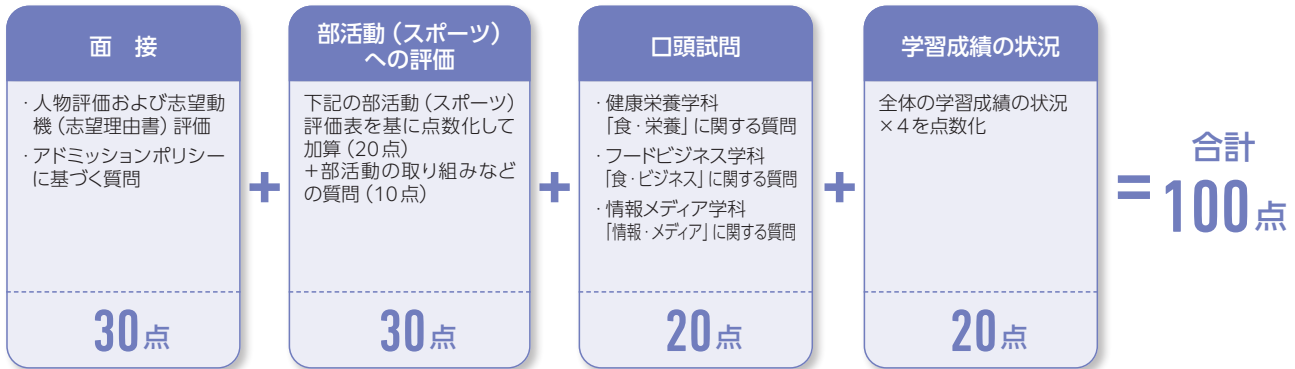 面 接
・人物評価および志望動
機（志望理由書）評価
・アドミッションポリシー
に基づく質問
30点
+
部活動（スポーツ）
への評価
下記の部活動（スポーツ）
評価表を基に点数化して
加算（20点）
＋部活動の取り組みなど
の質問（10点）
30点
+
口頭試問
・健康栄養学科
「食・栄養」に関する質問
・フードビジネス学科
「食・ビジネス」に関する質問
・情報メディア学科
「情報・メディア」に関する質問
20点
+
学習成績の状況
全体の学習成績の状況
×4を点数化
20点
=
合計
100点